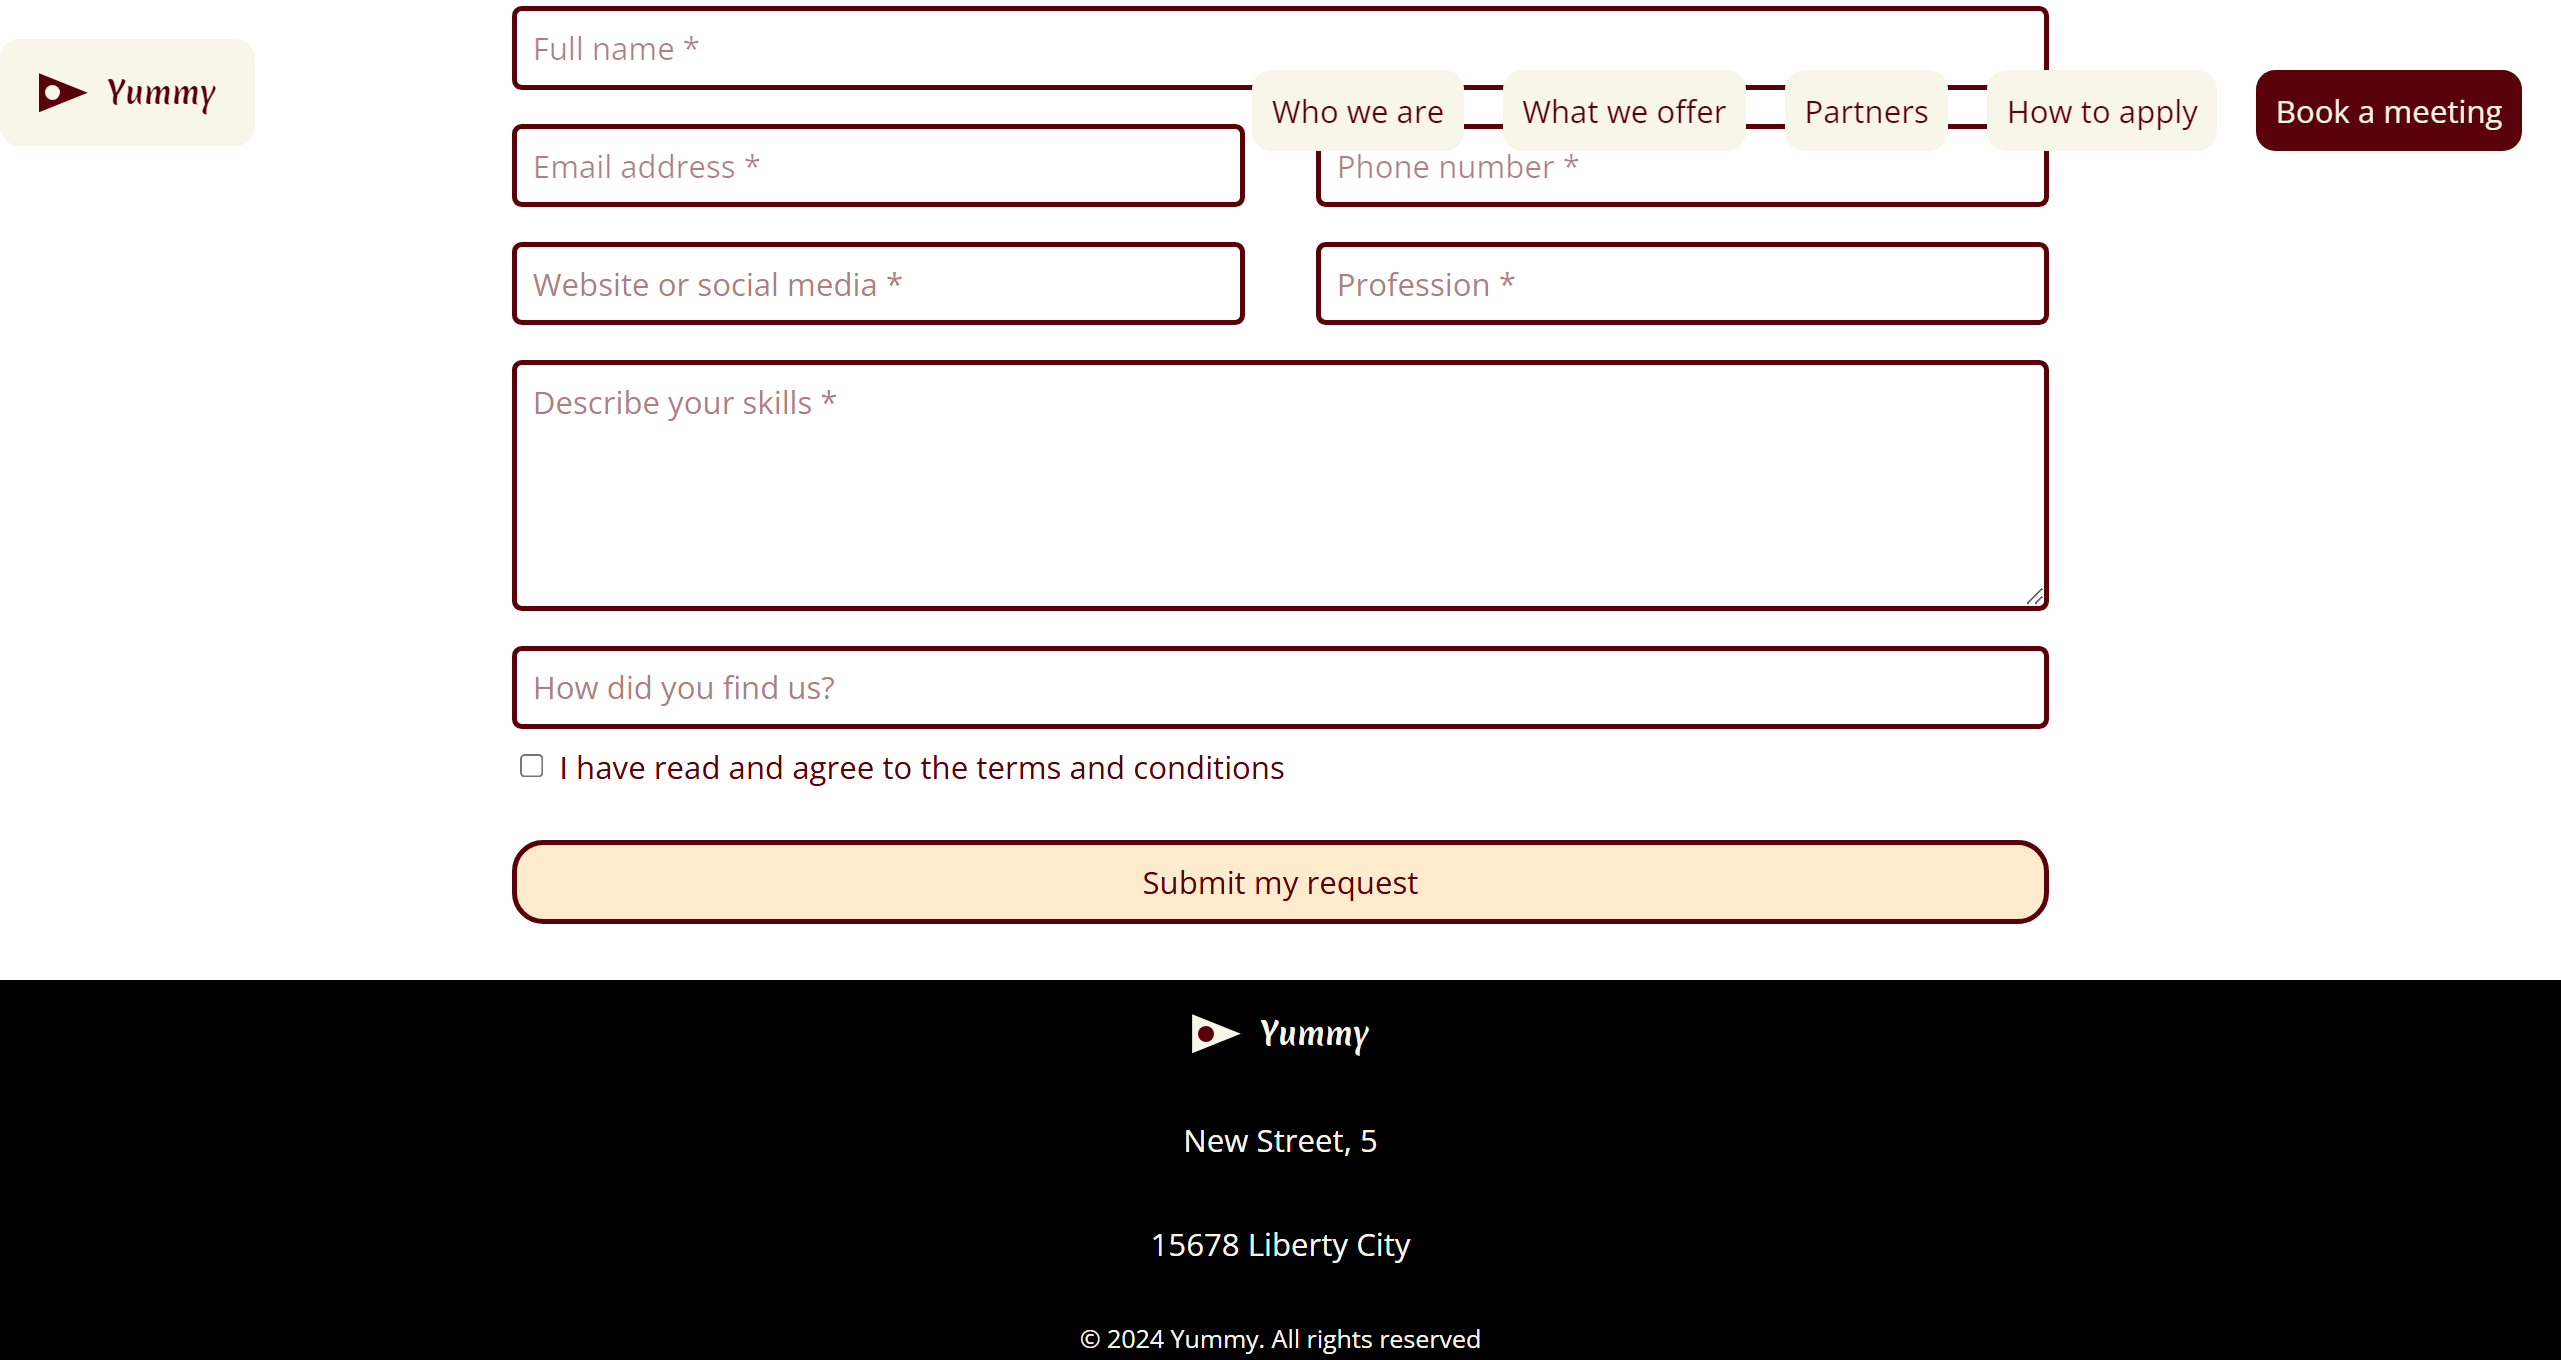 Full name *
Yummy
Who we are
What we offer
Partners
How to apply
Book a meeting
Email address *
Phone number *
Website or social media *
Profession *
Describe your skills *
How did you find us?
I have read and agree to the terms and conditions
Submit my request
Yummy
New Street, 5
15678 Liberty City
© 2024 Yummy. All rights reserved